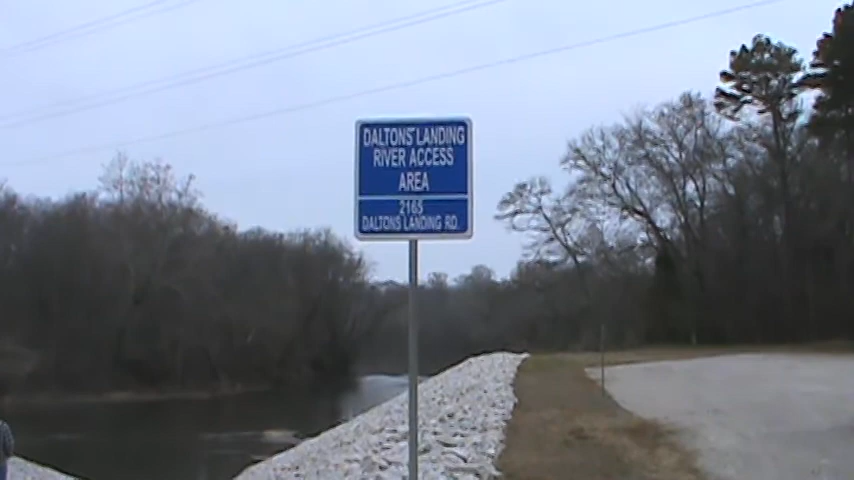 DALTONS LANDING
RIVER ACCESS
AREA
2165
DALTONS LANDING RD.